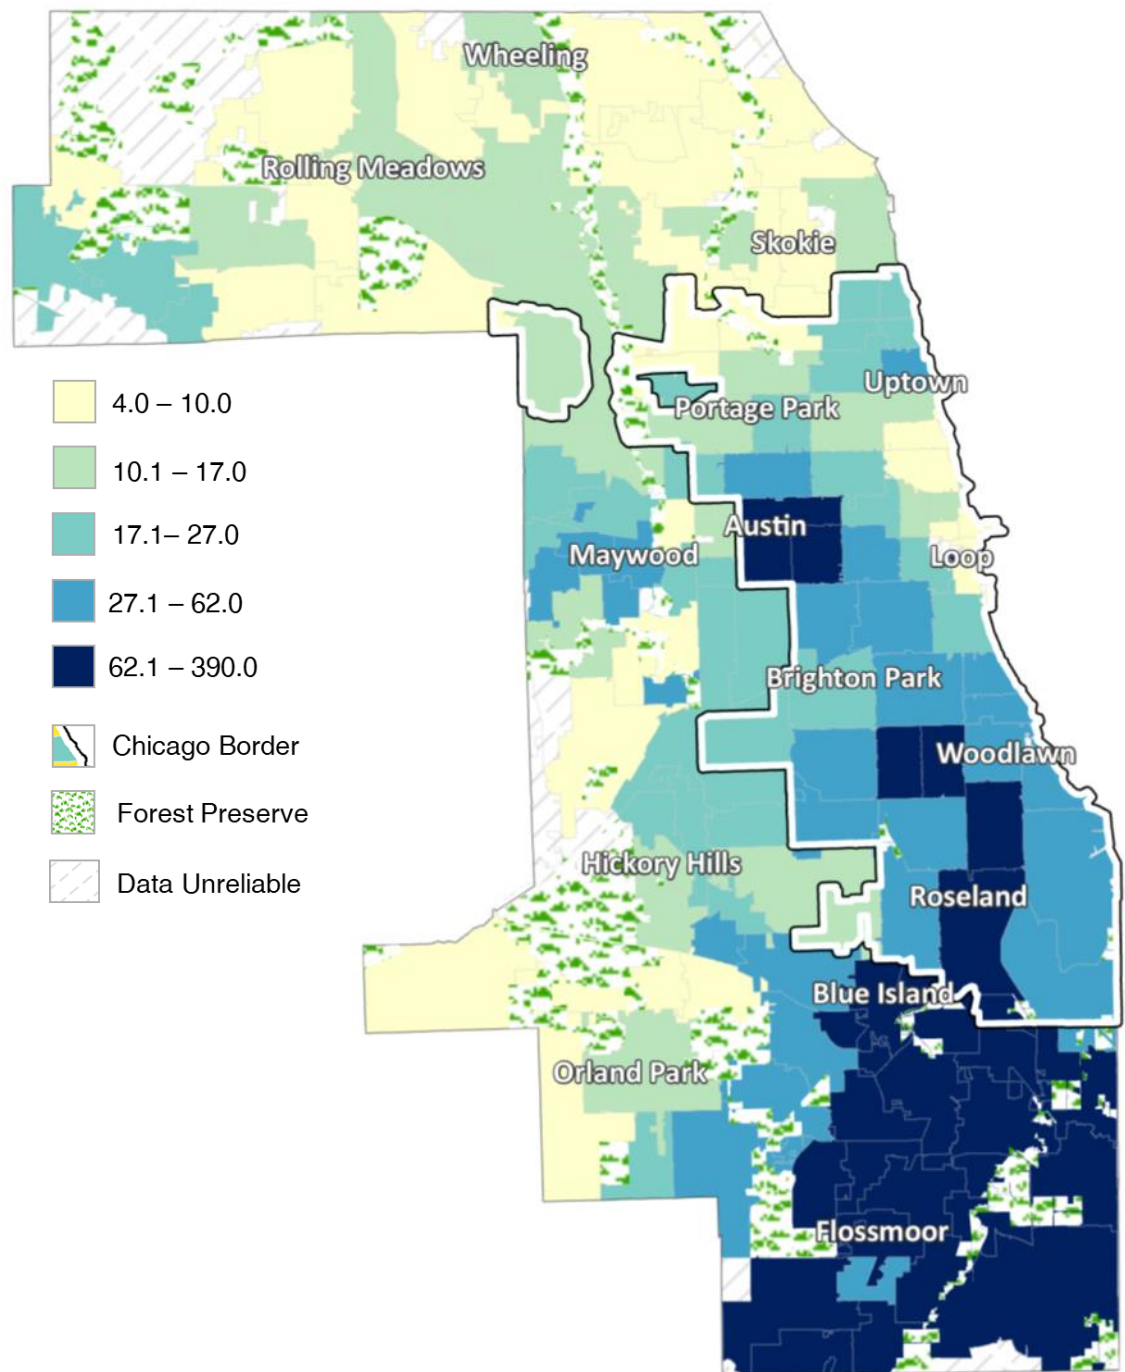 Wheeling
Rolling Meadows
Skokie
Uptown
Portage Park
Austin
Loop
Maywood
Brighton Park
Woodlawn
Hickory Hills
Roseland
Blue Island
Orland Park
Flossmoor
4.0 – 10.0
10.1 – 17.0
17.1– 27.0
27.1 – 62.0
62.1 – 390.0
Chicago Border
Forest Preserve
Data Unreliable